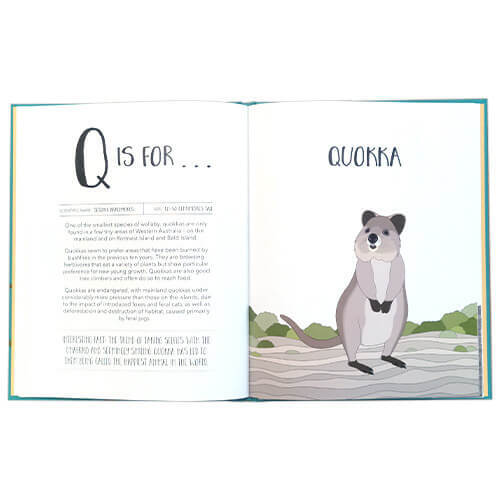 Q IS FOR . . .
QUOKKA
One of the smallest species of wallaby, quokkas are only
found in a few tiny areas of Western Australia - on the
mainland and on Rottnest Island and Bald Island.
Quokkas seem to prefer areas that have been burned by
bushfires in the previous ten years. They are browsing
herbivores that eat a variety of plants but show particular
preference for new young growth. Quokkas are also good
tree climbers and often do so to reach food.
Quokkas are endangered, with mainland quokkas under
considerably more pressure than those on the islands, due
to the impact of introduced foxes and feral cats, as well as
deforestation and destruction of habitat, caused primarily
by feral pigs.
INTERESTING FACT: THE TREND OF TAKING SELFIES WITH THE
CHARMED AND SEEMINGLY SMILING QUOKKA HAS LED TO
THEM BEING CALLED THE HAPPIEST ANIMAL IN THE WORLD.